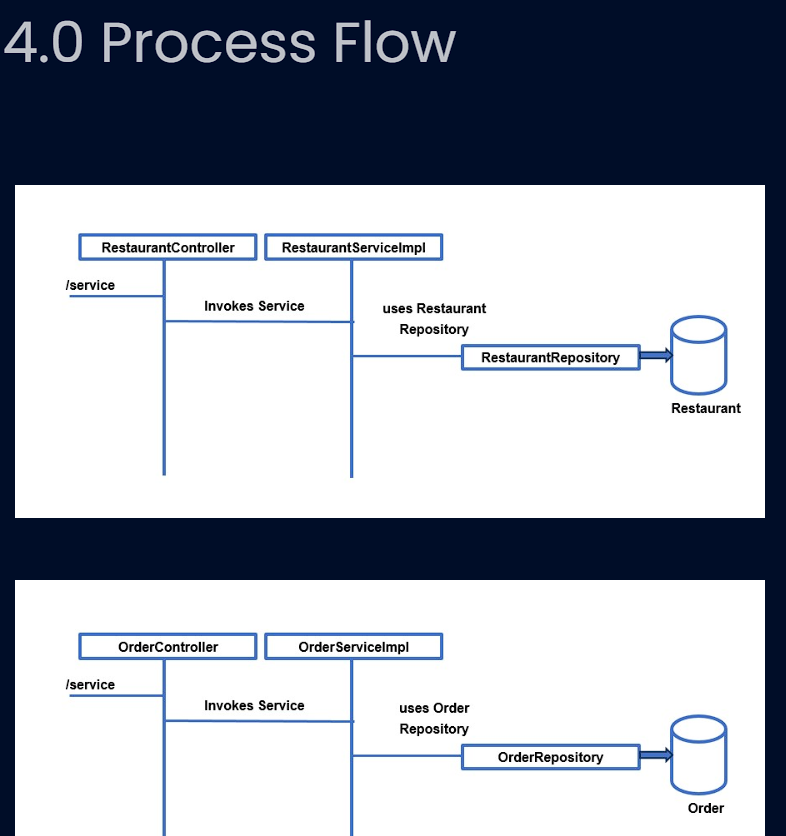 4.0 Process Flow
RestaurantController
RestaurantServiceImpl
/service
Invokes Service
uses Restaurant
Repository
RestaurantRepository
Restaurant
OrderController
OrderServiceImpl
/service
Invokes Service
uses Order
Repository
OrderRepository
Order